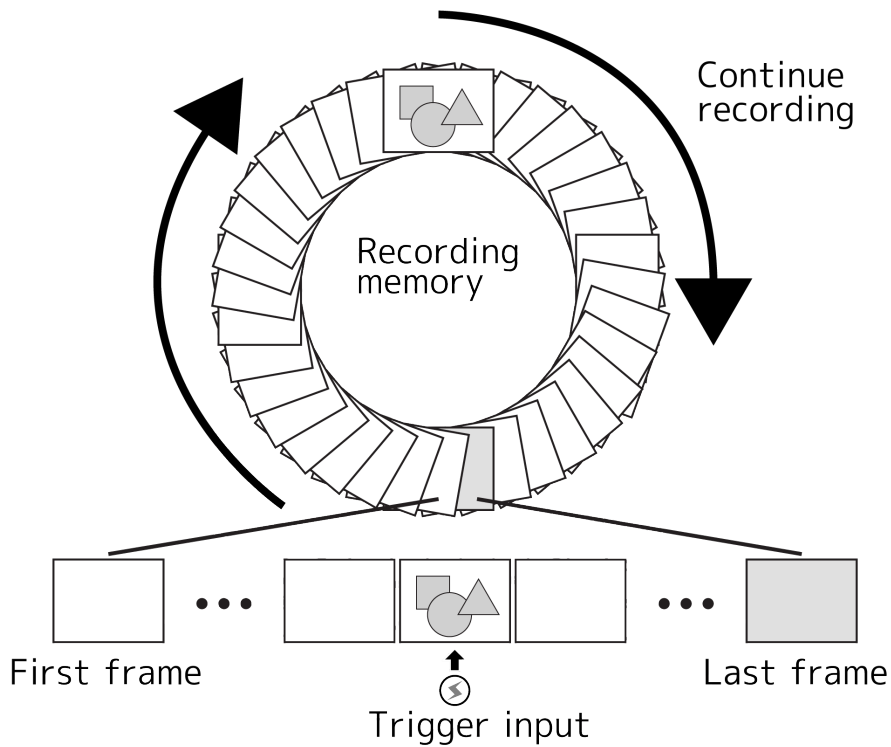 Continue
recording
Recording
memory
First frame
Last frame
Trigger input